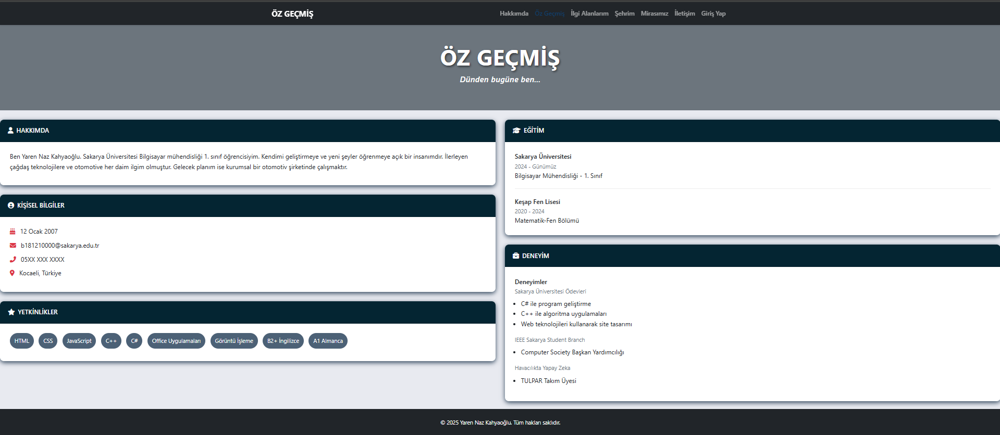 ÖZ GEÇMİŞ
Hakkımda Öz Geçmiş İlgi Alanlarım Şehrim Mirasımız İletişim Giriş Yap
ÖZ GEÇMİŞ
Dünden bugüne ben...
HAKKIMDA
Ben Yaren Naz Kahyaoğlu. Sakarya Üniversitesi Bilgisayar mühendisliği 1. sınıf öğrencisiyim. Kendimi geliştirmeye ve yeni şeyler öğrenmeye açık bir insanımdır. İlerleyen
çağdaş teknolojilere ve otomotive her daim ilgim olmuştur. Gelecek planım ise kurumsal bir otomotiv şirketinde çalışmaktır.
KİŞİSEL BİLGİLER
12 Ocak 2007
b181210000@sakarya.edu.tr
05XX XXX XXXX
Kocaeli, Türkiye
YETKİNLİKLER
HTML CSS JavaScript C++ C# Office Uygulamaları Görüntü İşleme B2+ İngilizce A1 Almanca
EĞİTİM
Sakarya Üniversitesi
2024 - Günümüz
Bilgisayar Mühendisliği - 1. Sınıf
Keşap Fen Lisesi
2020 - 2024
Matematik-Fen Bölümü
DENEYİM
Deneyimler
Sakarya Üniversitesi Ödevleri
• C# ile program geliştirme
• C++ ile algoritma uygulamaları
• Web teknolojileri kullanarak site tasarımı
IEEE Sakarya Student Branch
• Computer Society Başkan Yardımcılığı
Havacılıkta Yapay Zeka
• TULPAR Takım Üyesi
© 2025 Yaren Naz Kahyaoğlu. Tüm hakları saklıdır.